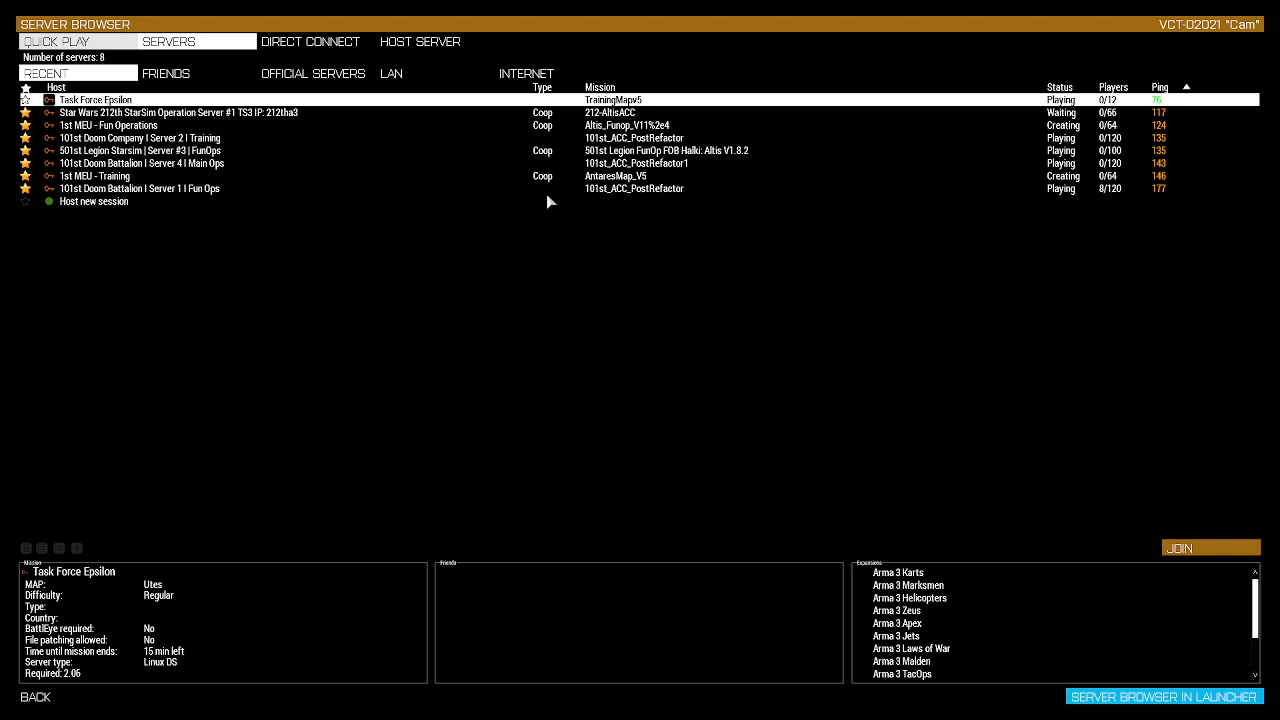 SERVER BROWSER VCT-O2021 "Cam"
QUICK PLAY SERVERS DIRECT CONNECT HOST SERVER
Number of servers: 8
RECENT FRIENDS OFFICIAL SERVERS LAN INTERNET
Host Type Mission Status Players Ping
Task Force Epsilon TrainingMapv5 Playing 0/12 76
Star Wars 212th StarSim Operation Server #1 TS3 IP: 212tha3 Coop 212-AltisACC Waiting 0/66 117
1st MEU - Fun Operations Coop Altis_Funop_V11%2e4 Creating 0/64 124
101st Doom Company | Server 2 | Training 101st_ACC_PostRefactor Playing 0/120 135
501st Legion Starsim | Server #3 | FunOps Coop 501st Legion FunOp FOB Halki: Altis V1.8.2 Playing 0/100 135
101st Doom Battalion | Server 4 | Main Ops 101st_ACC_PostRefactor1 Playing 0/120 143
1st MEU - Training Coop AntaresMap_V5 Creating 0/64 146
101st Doom Battalion | Server 1 | Fun Ops 101st_ACC_PostRefactor Playing 8/120 177
Host new session
JOIN
Mission Friends Expansions
Task Force Epsilon Arma 3 Karts
MAP: Utes Arma 3 Marksmen
Difficulty: Regular Arma 3 Helicopters
Type: Arma 3 Zeus
Country: Arma 3 Apex
BattlEye required: No
File patching allowed: No Arma 3 Jets
Time until mission ends: 15 min left Arma 3 Laws of War
Server type: Linux DS Arma 3 Malden
Required: 2.06 Arma 3 TacOps
BACK SERVER BROWSER IN LAUNCHER